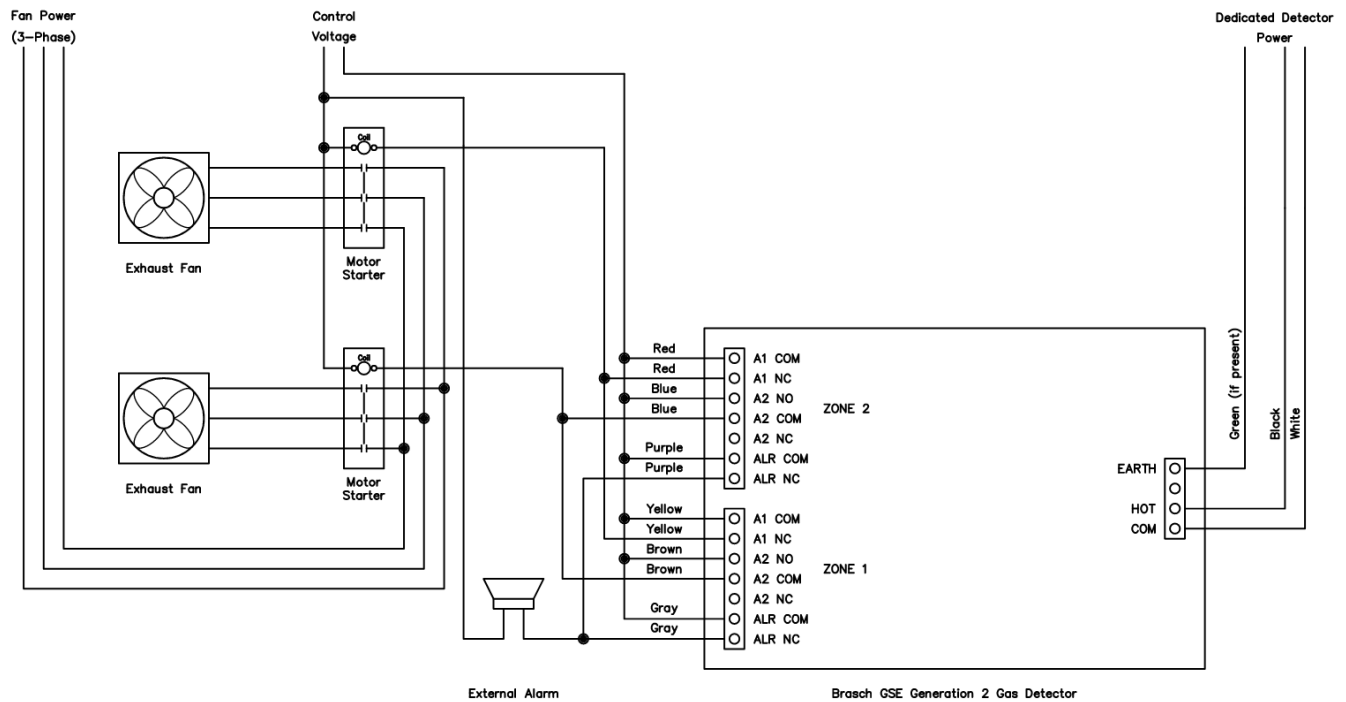 Fan Power
(3-Phase)
Control
Voltage
Dedicated Detector
Power
Coil
Exhaust Fan
Motor
Starter
Coil
Exhaust Fan
Motor
Starter
Red
Red
Blue
Blue
Purple
Purple
Yellow
Yellow
Brown
Brown
Gray
Gray
A1 COM
A1 NC
A2 NO
A2 COM
A2 NC
ALR COM
ALR NC
ZONE 2
A1 COM
A1 NC
A2 NO
A2 COM
A2 NC
ALR COM
ALR NC
ZONE 1
EARTH
HOT
COM
Green (if present)
Black
White
External Alarm
Brasch GSE Generation 2 Gas Detector